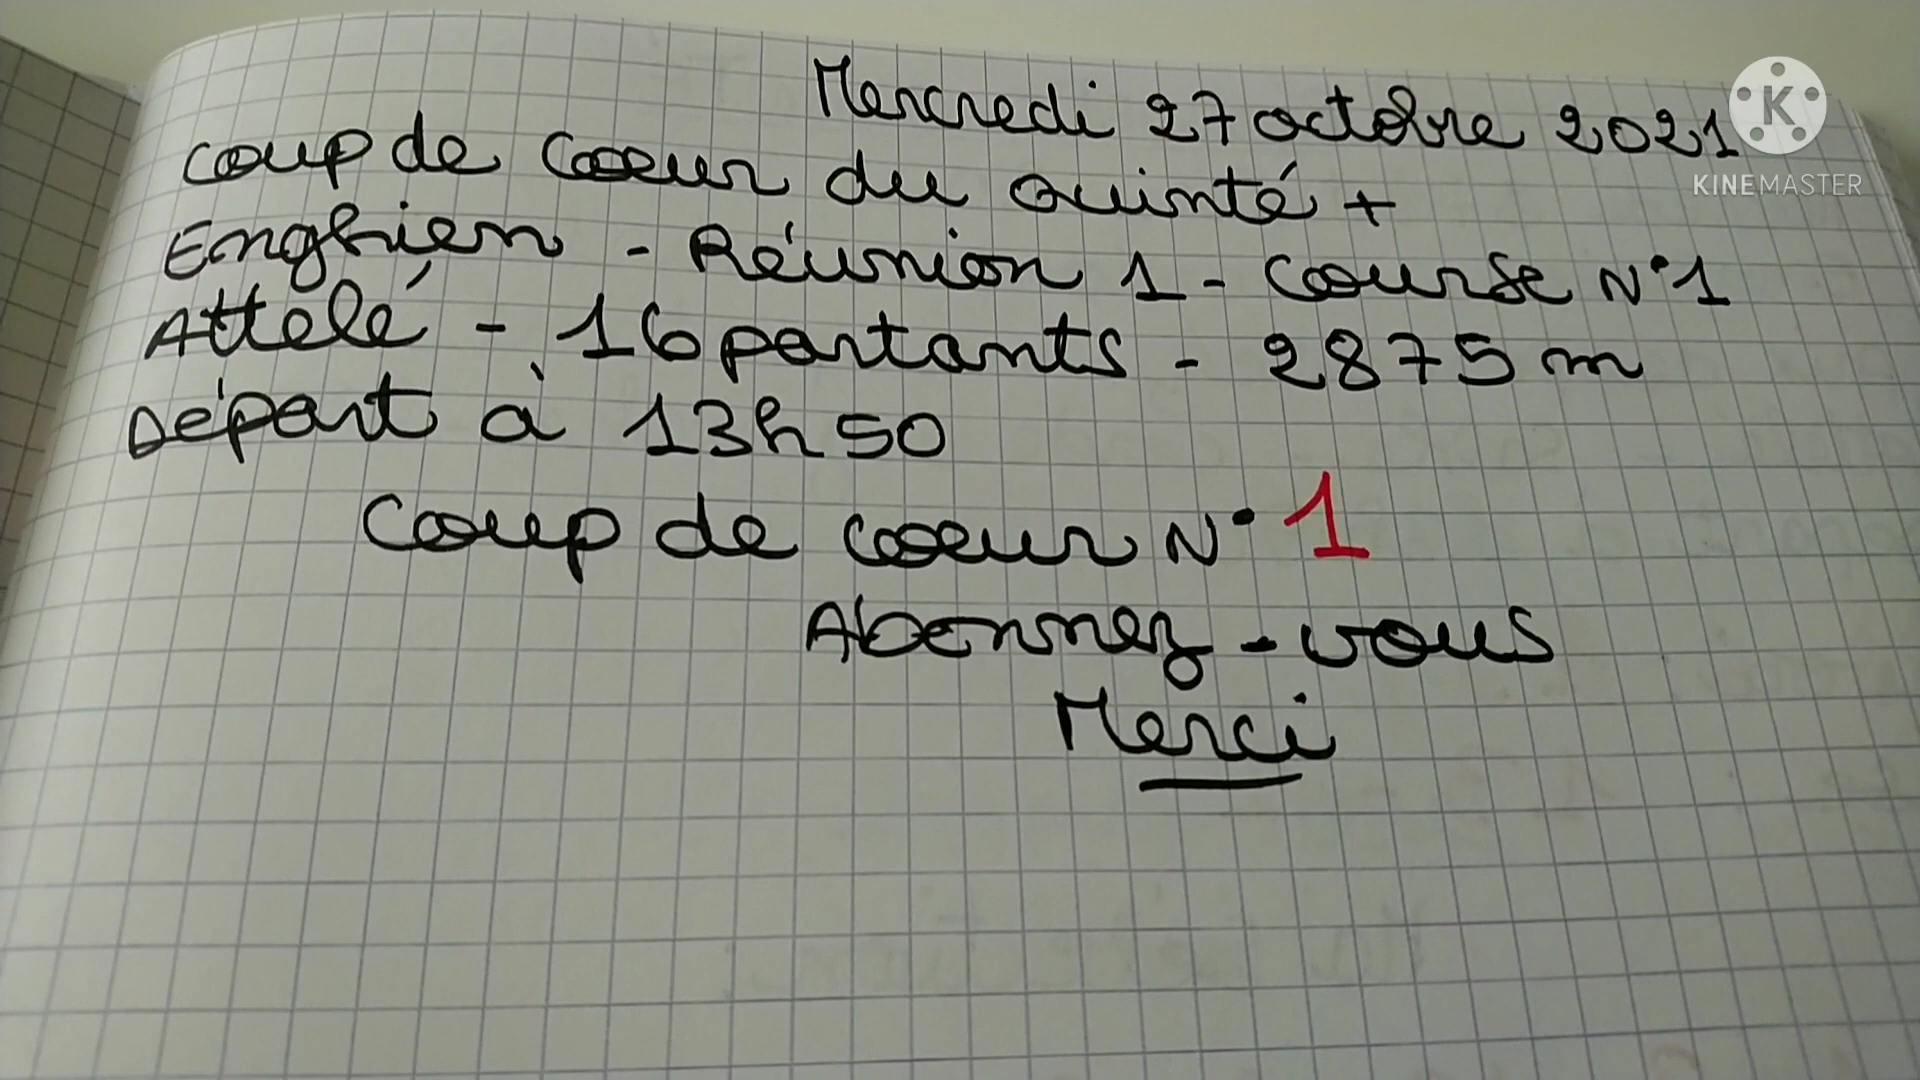 Mercredi 27 octobre 2021
Coup de coeur du Quinté +
Enghien - Réunion 1 - Course N°1
Attelé - 16 partants - 2875 m
Départ à 13h50
Coup de coeur N° 1
Abonnez-vous
Merci
KINEMASTER